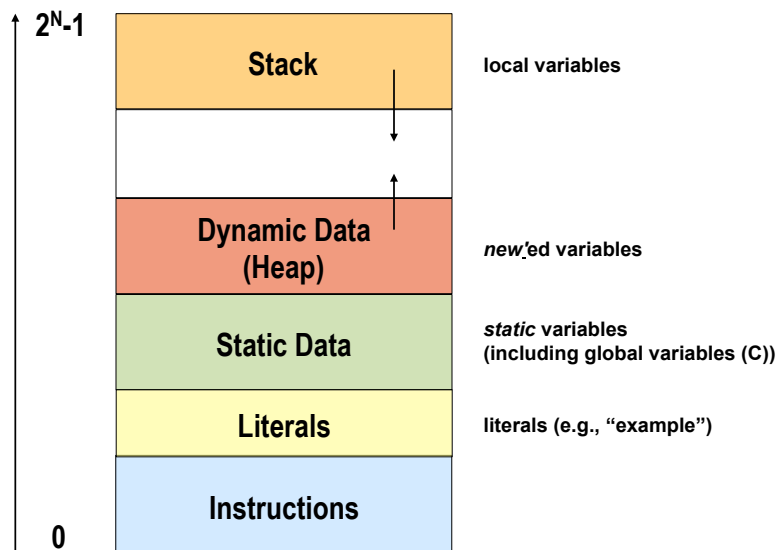 2ᴺ-1
Stack
local variables
Dynamic Data
(Heap)
new'ed variables
Static Data
static variables
(including global variables (C))
Literals
literals (e.g., “example”)
Instructions
0